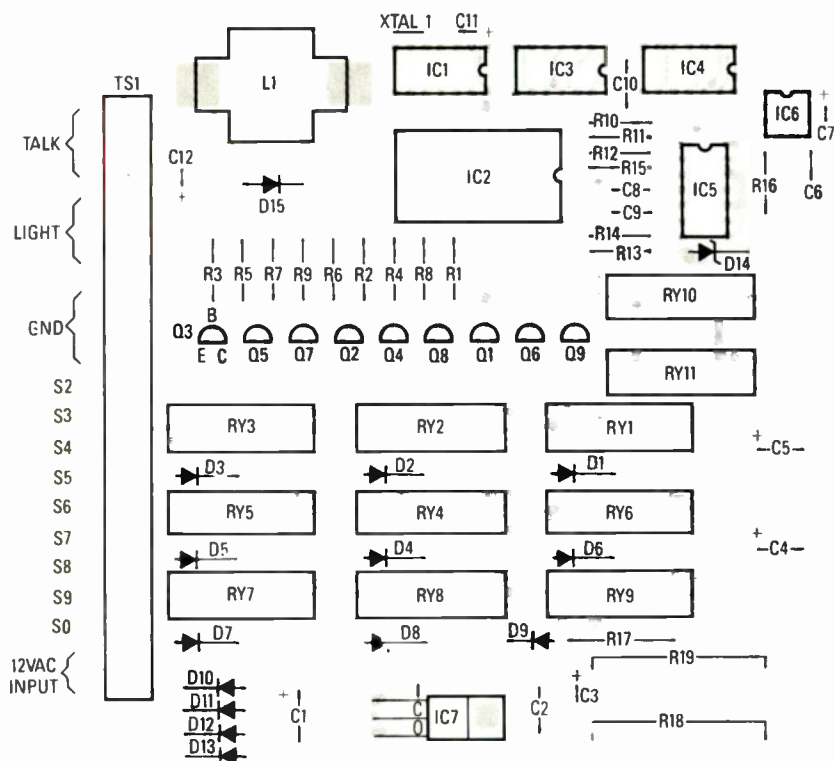 XTAL 1 C11 +
TS1 L1 IC1 IC3 C10 IC4
IC6 + C7
TALK C12 + D15 IC2 R10 R11 R12 R15 C8 C9 R14 R13 IC5 R16 C6
LIGHT
D14
R3 R5 R7 R9 R6 R2 R4 R8 R1
RY10
GND Q3 B E C Q5 Q7 Q2 Q4 Q8 Q1 Q6 Q9
RY11
S2
S3 RY3 RY2 RY1
S4 + C5
S5 D3 D2 D1
S6 RY5 RY4 RY6
S7 + C4
S8 D5 D4 D6
S9 RY7 RY8 RY9
S0 D7 D8 D9 R17
12VAC INPUT R19
D10 + C1 I C O IC7 C2 + C3
D11
D12 R18
D13